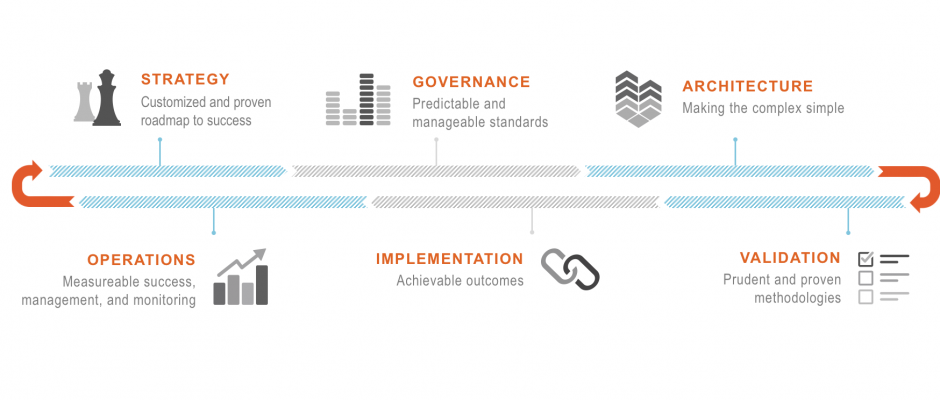 STRATEGY
Customized and proven
roadmap to success
GOVERNANCE
Predictable and
manageable standards
ARCHITECTURE
Making the complex simple
OPERATIONS
Measureable success,
management, and monitoring
IMPLEMENTATION
Achievable outcomes
VALIDATION
Prudent and proven
methodologies